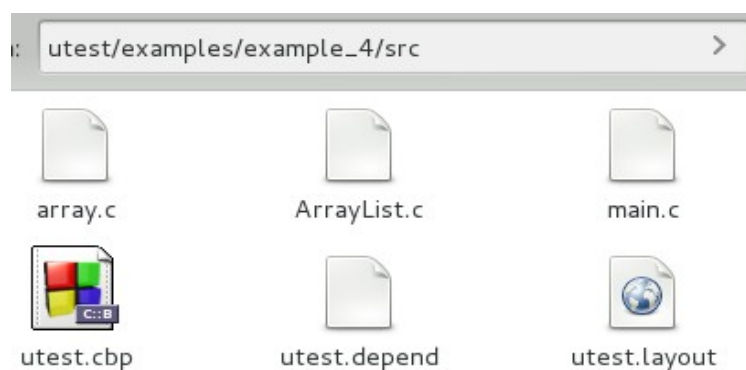 utest/examples/example_4/src >
array.c ArrayList.c main.c
C::B
utest.cbp utest.depend utest.layout